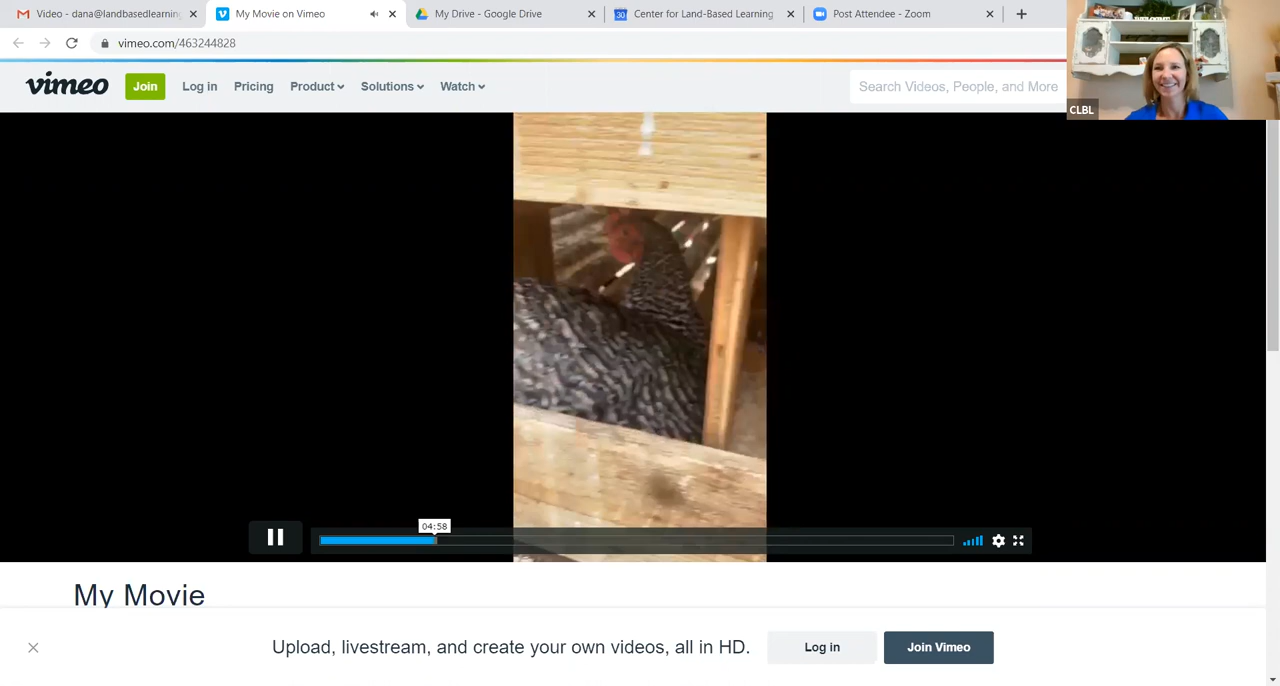 Video - dana@landbasedlearning
My Movie on Vimeo
My Drive - Google Drive
Center for Land-Based Learning
Post Attendee - Zoom
vimeo.com/463244828
WELCOME
CLBL
vimeo
Join
Log in
Pricing
Product
Solutions
Watch
Search Videos, People, and More
04:58
My Movie
Upload, livestream, and create your own videos, all in HD.
Log in
Join Vimeo